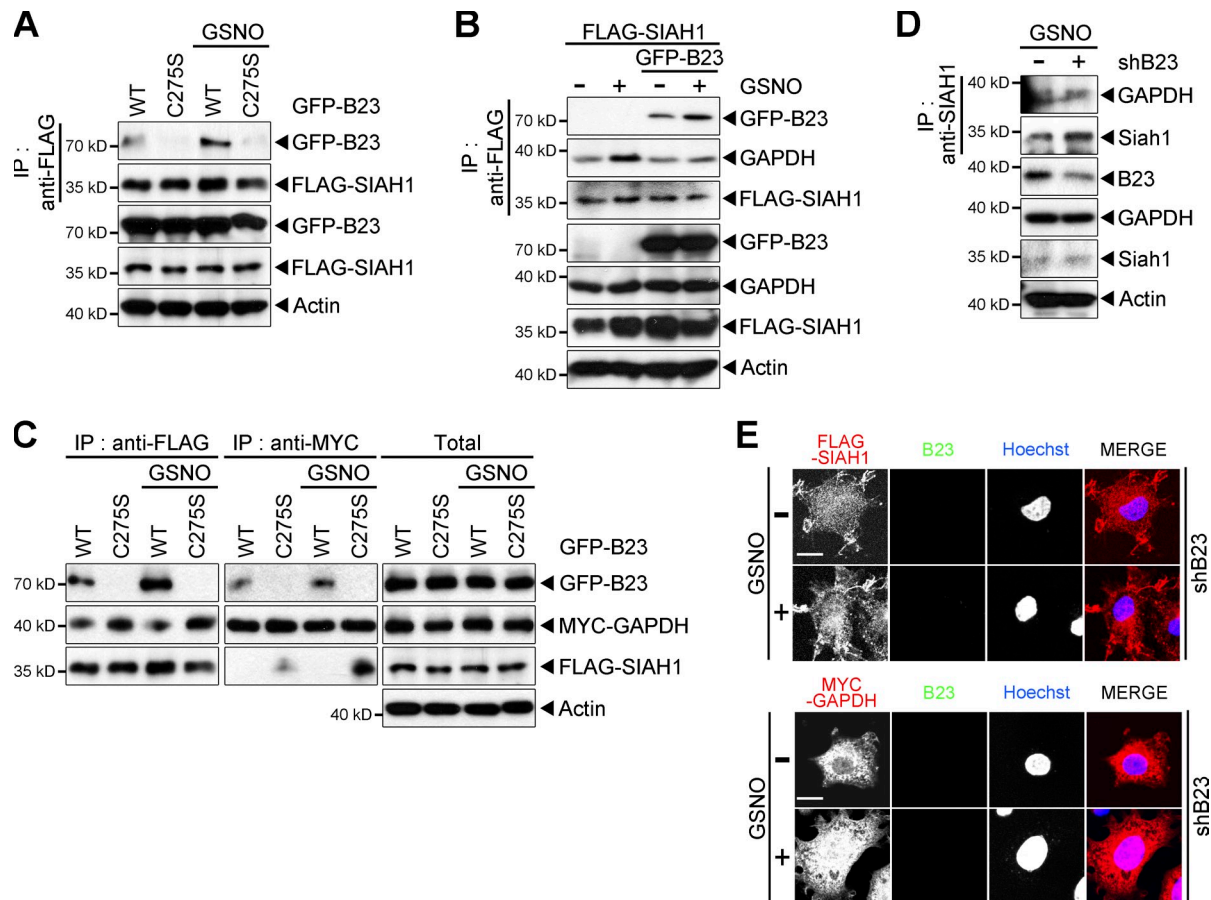 A
GSNO
WT
C275S
WT
C275S
GFP-B23
IP :
anti-FLAG
70 kD
GFP-B23
35 kD
FLAG-SIAH1
70 kD
GFP-B23
35 kD
FLAG-SIAH1
40 kD
Actin
B
FLAG-SIAH1
GFP-B23
- + - +
GSNO
IP :
anti-FLAG
70 kD
GFP-B23
40 kD
GAPDH
35 kD
FLAG-SIAH1
70 kD
GFP-B23
40 kD
GAPDH
35 kD
FLAG-SIAH1
40 kD
Actin
D
GSNO
- +
shB23
IP :
anti-SIAH1
40 kD
GAPDH
35 kD
Siah1
40 kD
B23
40 kD
GAPDH
35 kD
Siah1
40 kD
Actin
C
IP : anti-FLAG
IP : anti-MYC
Total
GSNO
GSNO
GSNO
WT
C275S
WT
C275S
WT
C275S
WT
C275S
WT
C275S
WT
C275S
GFP-B23
70 kD
GFP-B23
40 kD
MYC-GAPDH
35 kD
FLAG-SIAH1
40 kD
Actin
E
FLAG
-SIAH1
B23
Hoechst
MERGE
GSNO
-
+
shB23
MYC
-GAPDH
B23
Hoechst
MERGE
GSNO
-
+
shB23